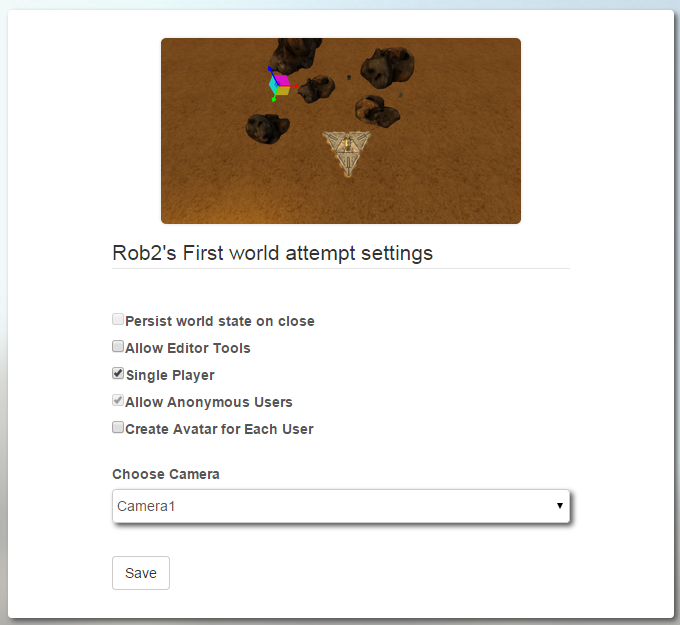 Rob2's First world attempt settings
Persist world state on close
Allow Editor Tools
Single Player
Allow Anonymous Users
Create Avatar for Each User
Choose Camera
Camera1
Save